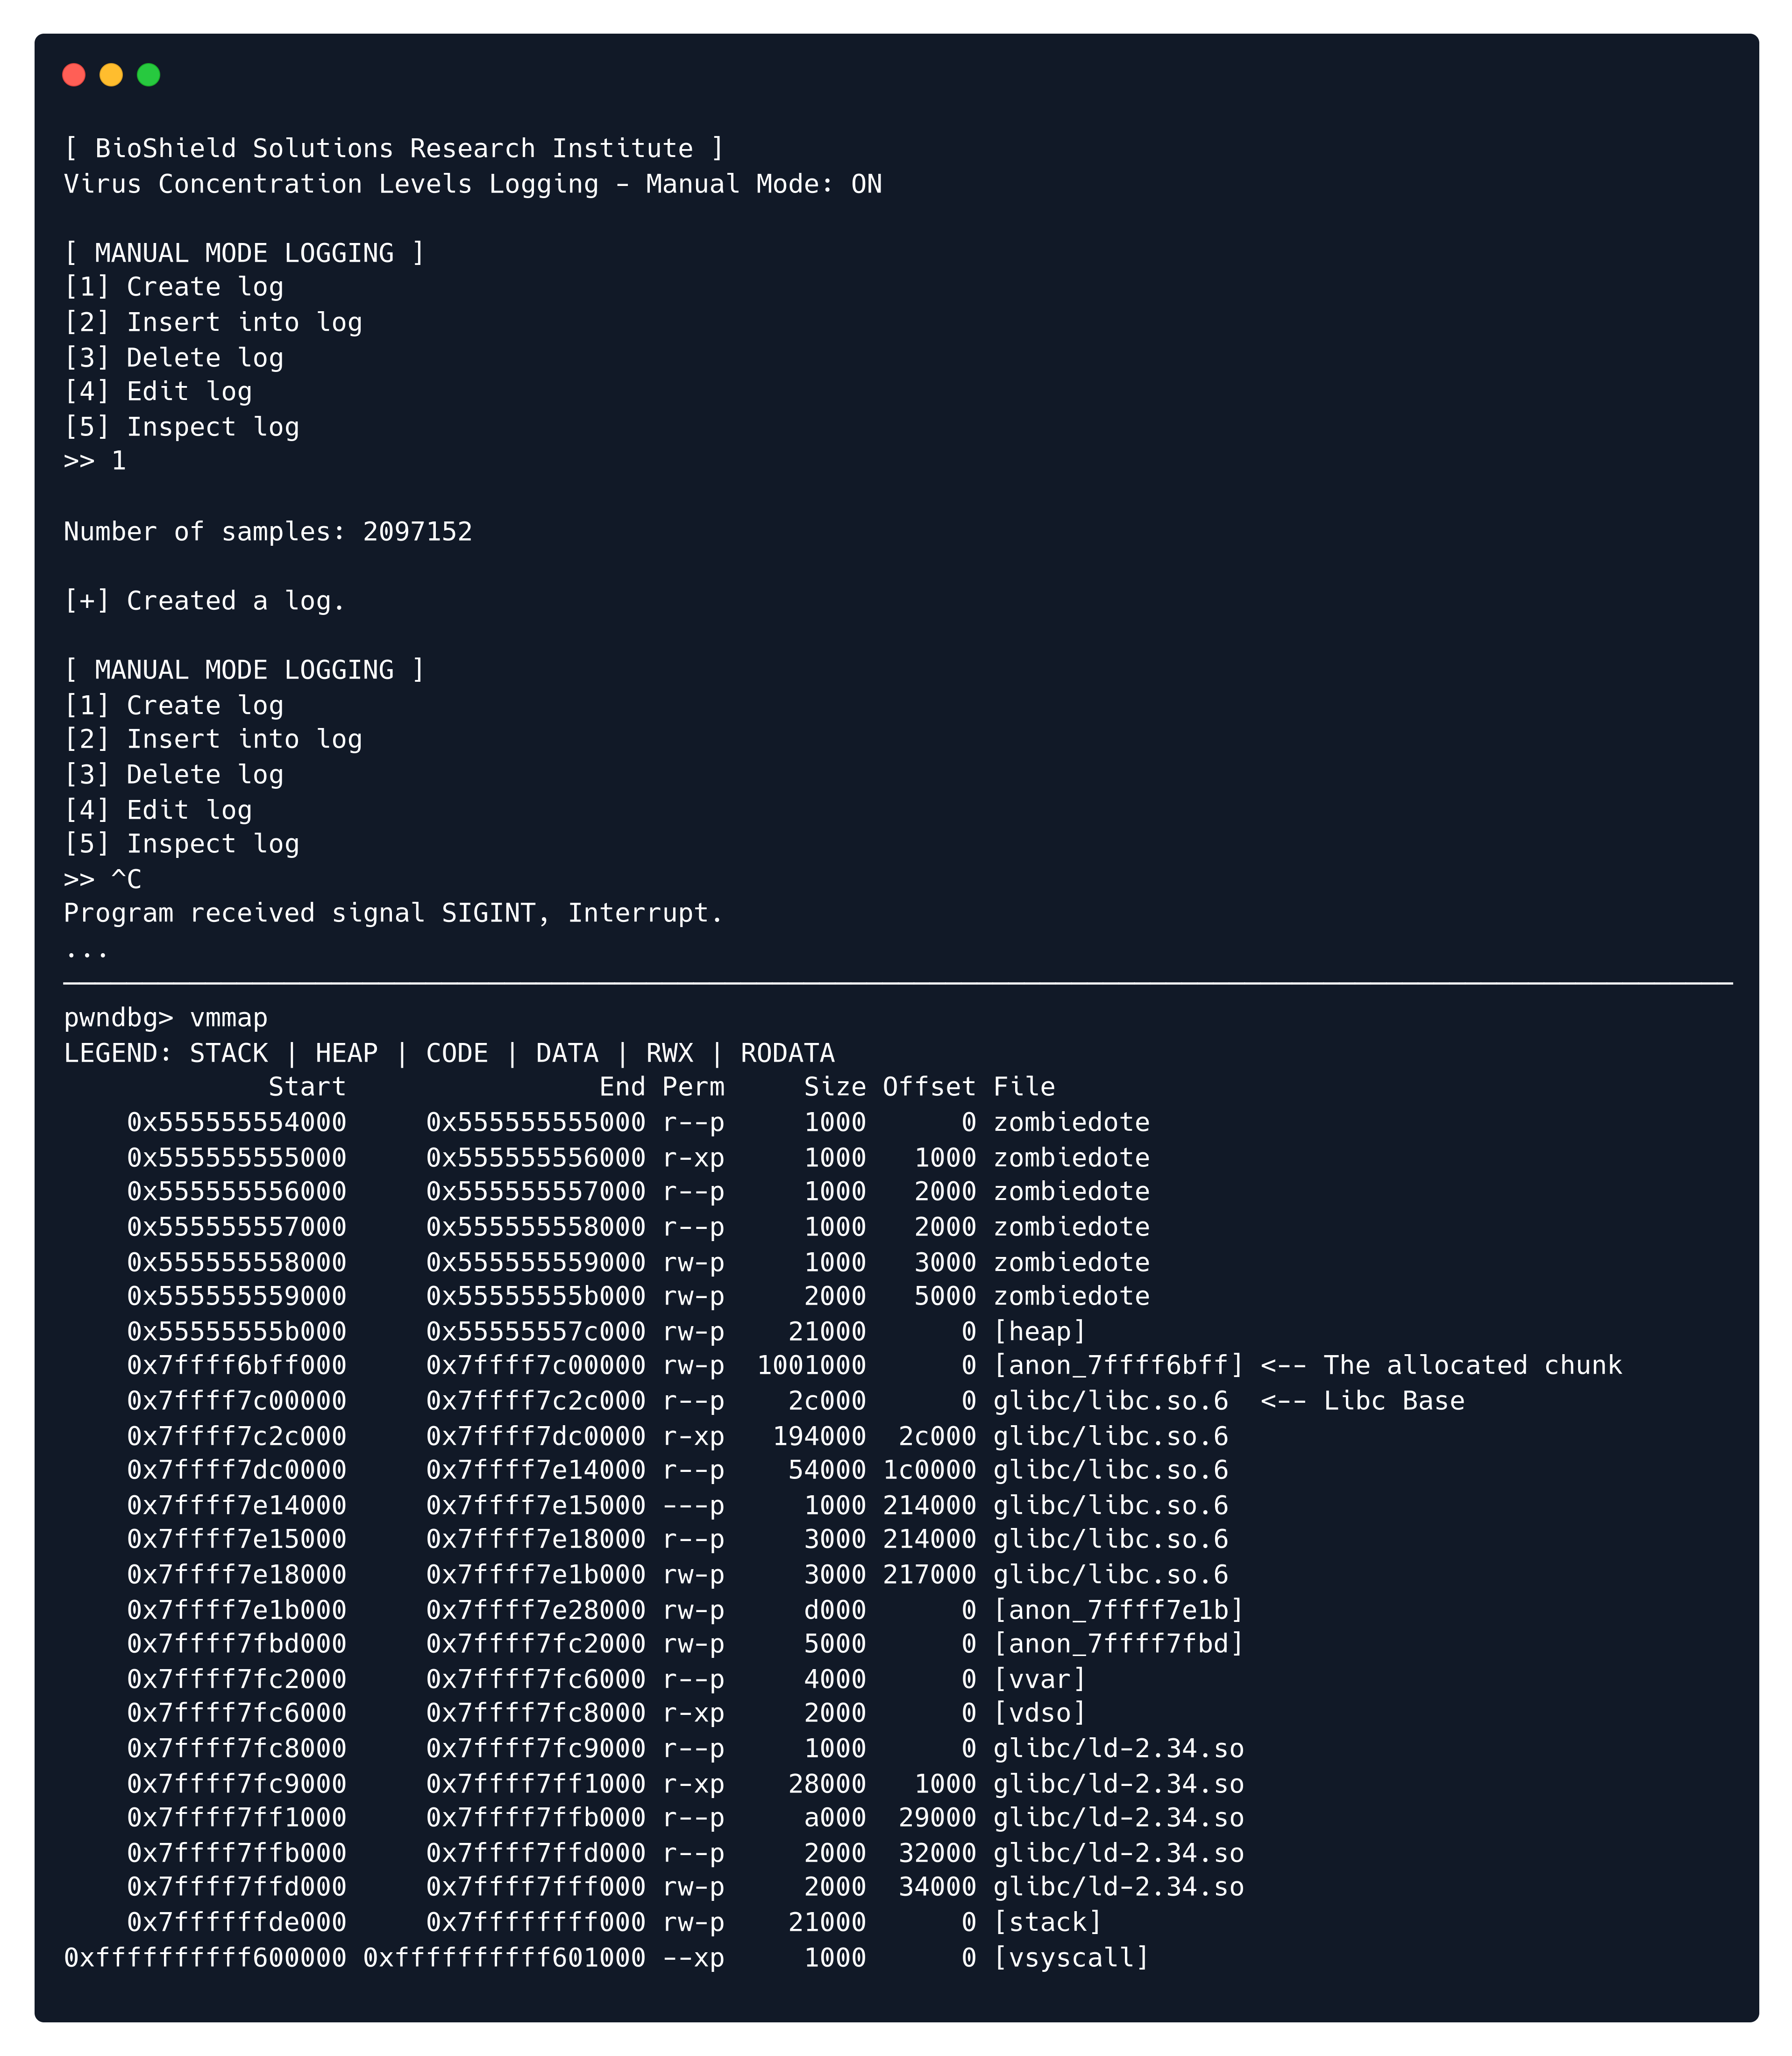 [ BioShield Solutions Research Institute ]
Virus Concentration Levels Logging - Manual Mode: ON
[ MANUAL MODE LOGGING ]
[1] Create log
[2] Insert into log
[3] Delete log
[4] Edit log
[5] Inspect log
>> 1
Number of samples: 2097152
[+] Created a log.
[ MANUAL MODE LOGGING ]
[1] Create log
[2] Insert into log
[3] Delete log
[4] Edit log
[5] Inspect log
>> ^C
Program received signal SIGINT, Interrupt.
...
pwndbg> vmmap
LEGEND: STACK | HEAP | CODE | DATA | RWX | RODATA
             Start                End Perm     Size Offset File
    0x555555554000     0x555555555000 r--p     1000      0 zombiedote
    0x555555555000     0x555555556000 r-xp     1000   1000 zombiedote
    0x555555556000     0x555555557000 r--p     1000   2000 zombiedote
    0x555555557000     0x555555558000 r--p     1000   2000 zombiedote
    0x555555558000     0x555555559000 rw-p     1000   3000 zombiedote
    0x555555559000     0x55555555b000 rw-p     2000   5000 zombiedote
    0x55555555b000     0x55555557c000 rw-p    21000      0 [heap]
    0x7ffff6bff000     0x7ffff7c00000 rw-p  1001000      0 [anon_7ffff6bff] <-- The allocated chunk
    0x7ffff7c00000     0x7ffff7c2c000 r--p    2c000      0 glibc/libc.so.6  <-- Libc Base
    0x7ffff7c2c000     0x7ffff7dc0000 r-xp   194000  2c000 glibc/libc.so.6
    0x7ffff7dc0000     0x7ffff7e14000 r--p    54000 1c0000 glibc/libc.so.6
    0x7ffff7e14000     0x7ffff7e15000 ---p     1000 214000 glibc/libc.so.6
    0x7ffff7e15000     0x7ffff7e18000 r--p     3000 214000 glibc/libc.so.6
    0x7ffff7e18000     0x7ffff7e1b000 rw-p     3000 217000 glibc/libc.so.6
    0x7ffff7e1b000     0x7ffff7e28000 rw-p     d000      0 [anon_7ffff7e1b]
    0x7ffff7fbd000     0x7ffff7fc2000 rw-p     5000      0 [anon_7ffff7fbd]
    0x7ffff7fc2000     0x7ffff7fc6000 r--p     4000      0 [vvar]
    0x7ffff7fc6000     0x7ffff7fc8000 r-xp     2000      0 [vdso]
    0x7ffff7fc8000     0x7ffff7fc9000 r--p     1000      0 glibc/ld-2.34.so
    0x7ffff7fc9000     0x7ffff7ff1000 r-xp    28000   1000 glibc/ld-2.34.so
    0x7ffff7ff1000     0x7ffff7ffb000 r--p     a000  29000 glibc/ld-2.34.so
    0x7ffff7ffb000     0x7ffff7ffd000 r--p     2000  32000 glibc/ld-2.34.so
    0x7ffff7ffd000     0x7ffff7fff000 rw-p     2000  34000 glibc/ld-2.34.so
    0x7ffffffde000     0x7ffffffff000 rw-p    21000      0 [stack]
0xffffffffff600000 0xffffffffff601000 --xp     1000      0 [vsyscall]